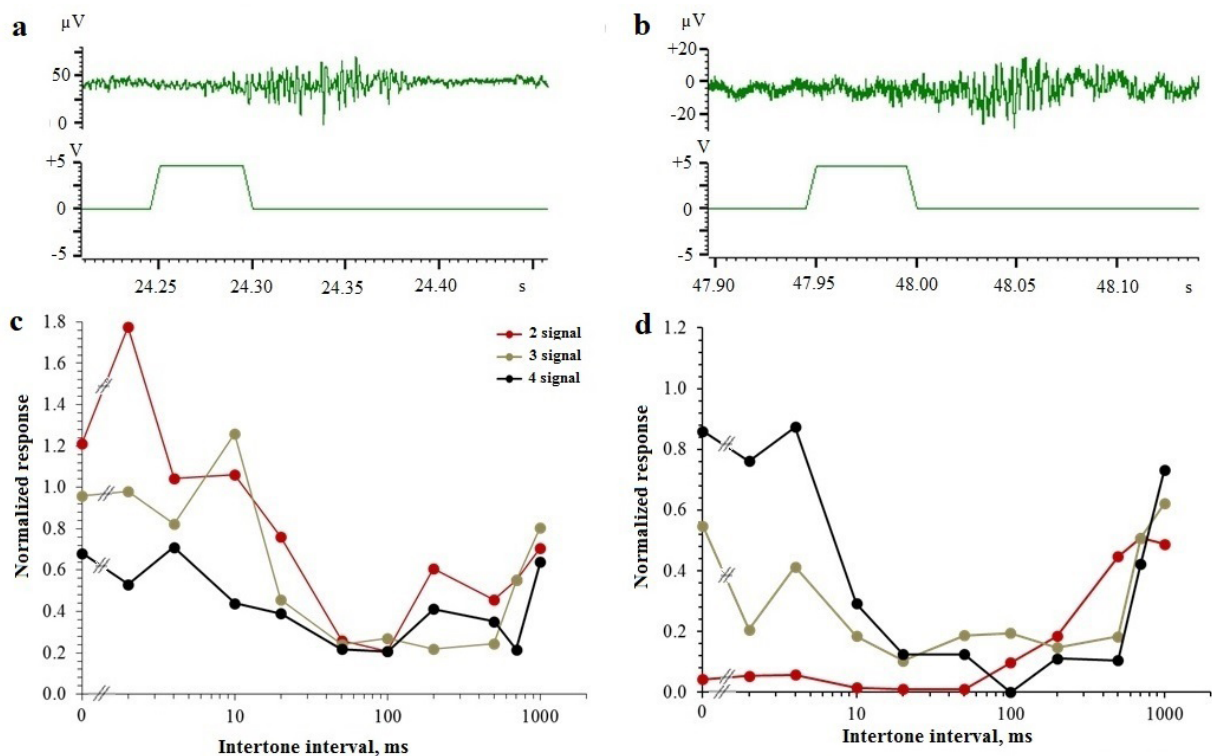 a
µV
50
0
V
+5
0
-5
24.25 24.30 24.35 24.40 s
b
µV
+20
0
-20
V
+5
0
-5
47.90 47.95 48.00 48.05 48.10 s
c
1.8
1.6
1.4
1.2
1.0
0.8
0.6
0.4
0.2
0.0
Normalized response
2 signal
3 signal
4 signal
0 10 100 1000
Intertone interval, ms
d
1.2
1.0
0.8
0.6
0.4
0.2
0.0
Normalized response
0 10 100 1000
Intertone interval, ms